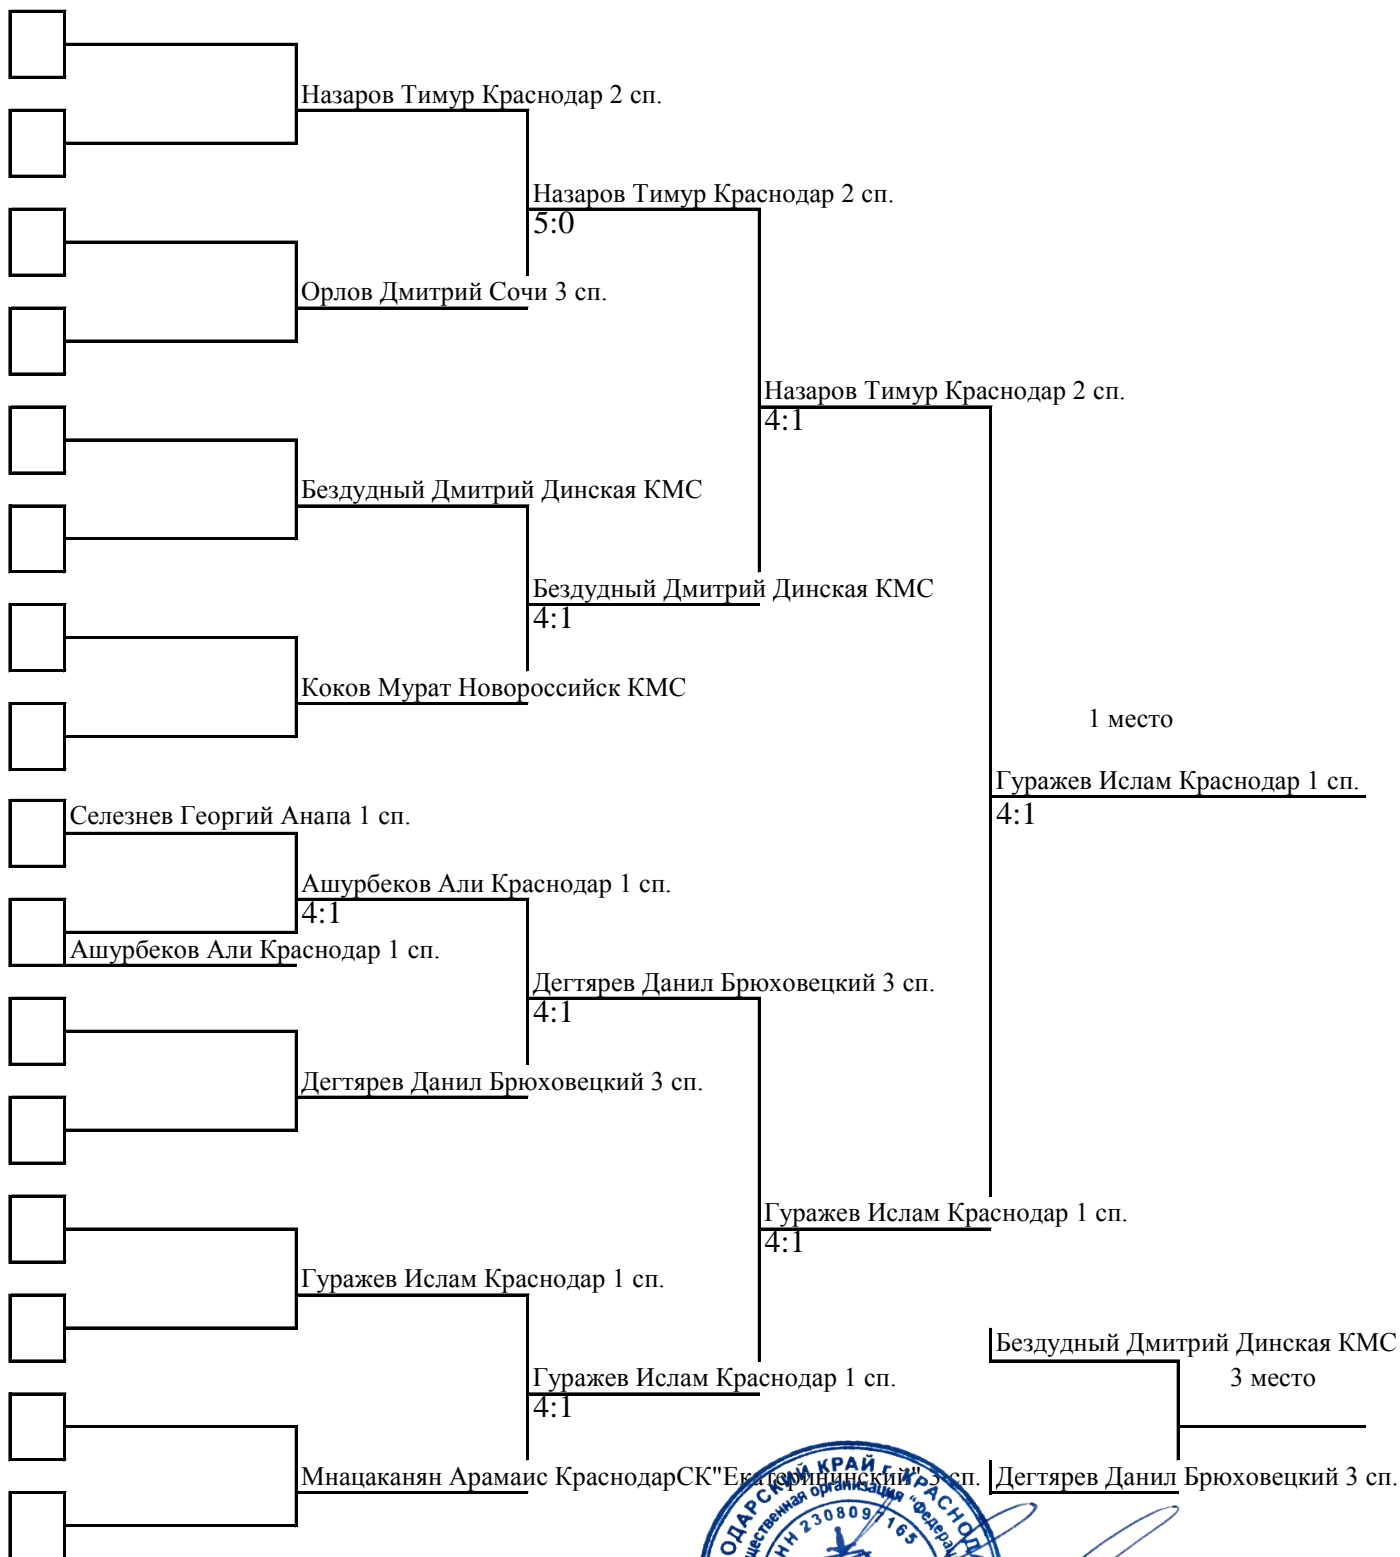 Назаров Тимур Краснодар 2 сп.
Назаров Тимур Краснодар 2 сп.
5:0
Орлов Дмитрий Сочи 3 сп.
Назаров Тимур Краснодар 2 сп.
4:1
Бездудный Дмитрий Динская КМС
Бездудный Дмитрий Динская КМС
4:1
Коков Мурат Новороссийск КМС
1 место
Гуражев Ислам Краснодар 1 сп.
4:1
Селезнев Георгий Анапа 1 сп.
Ашурбеков Али Краснодар 1 сп.
4:1
Ашурбеков Али Краснодар 1 сп.
Дегтярев Данил Брюховецкий 3 сп.
4:1
Дегтярев Данил Брюховецкий 3 сп.
Гуражев Ислам Краснодар 1 сп.
4:1
Гуражев Ислам Краснодар 1 сп.
Бездудный Дмитрий Динская КМС
3 место
Гуражев Ислам Краснодар 1 сп.
4:1
Мнацаканян Арамаис КраснодарСК"Екатерининский" 3 сп.
Дегтярев Данил Брюховецкий 3 сп.
КРАЙ г.
организация
2308097165